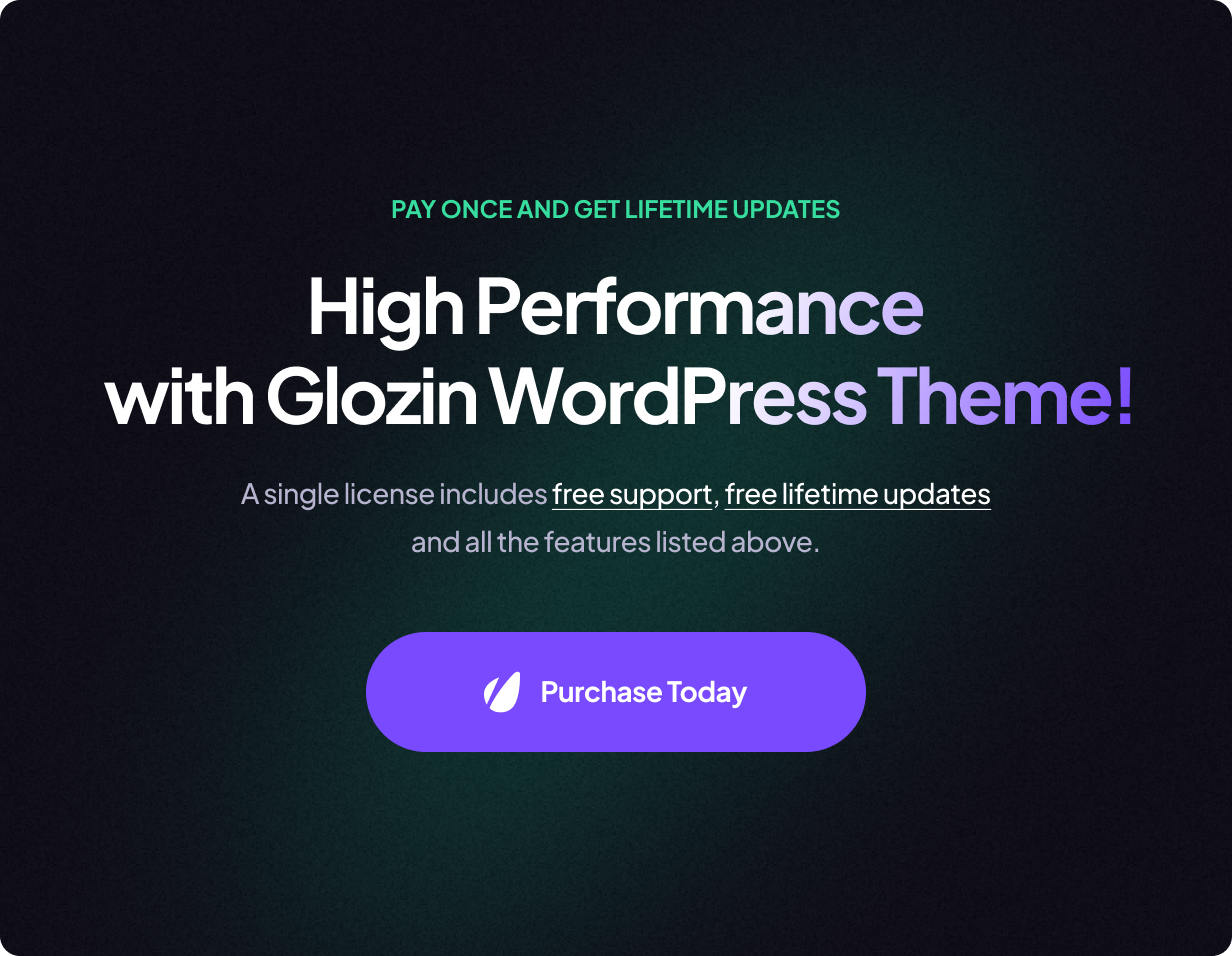 PAY ONCE AND GET LIFETIME UPDATES
High Performance
with Glozin WordPress Theme!
A single license includes free support, free lifetime updates
and all the features listed above.
Purchase Today